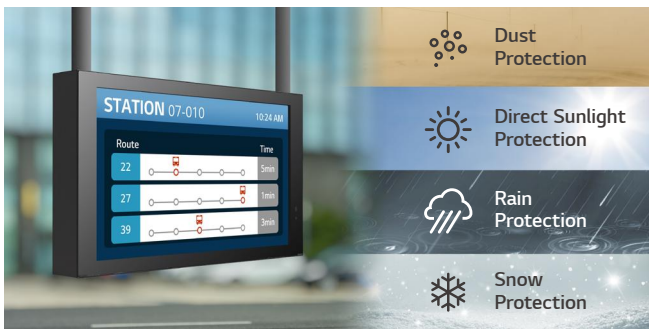 STATION 07-010
10:24 AM
Route
Time
22
5min
27
1min
39
3min
Dust
Protection
Direct Sunlight
Protection
Rain
Protection
Snow
Protection